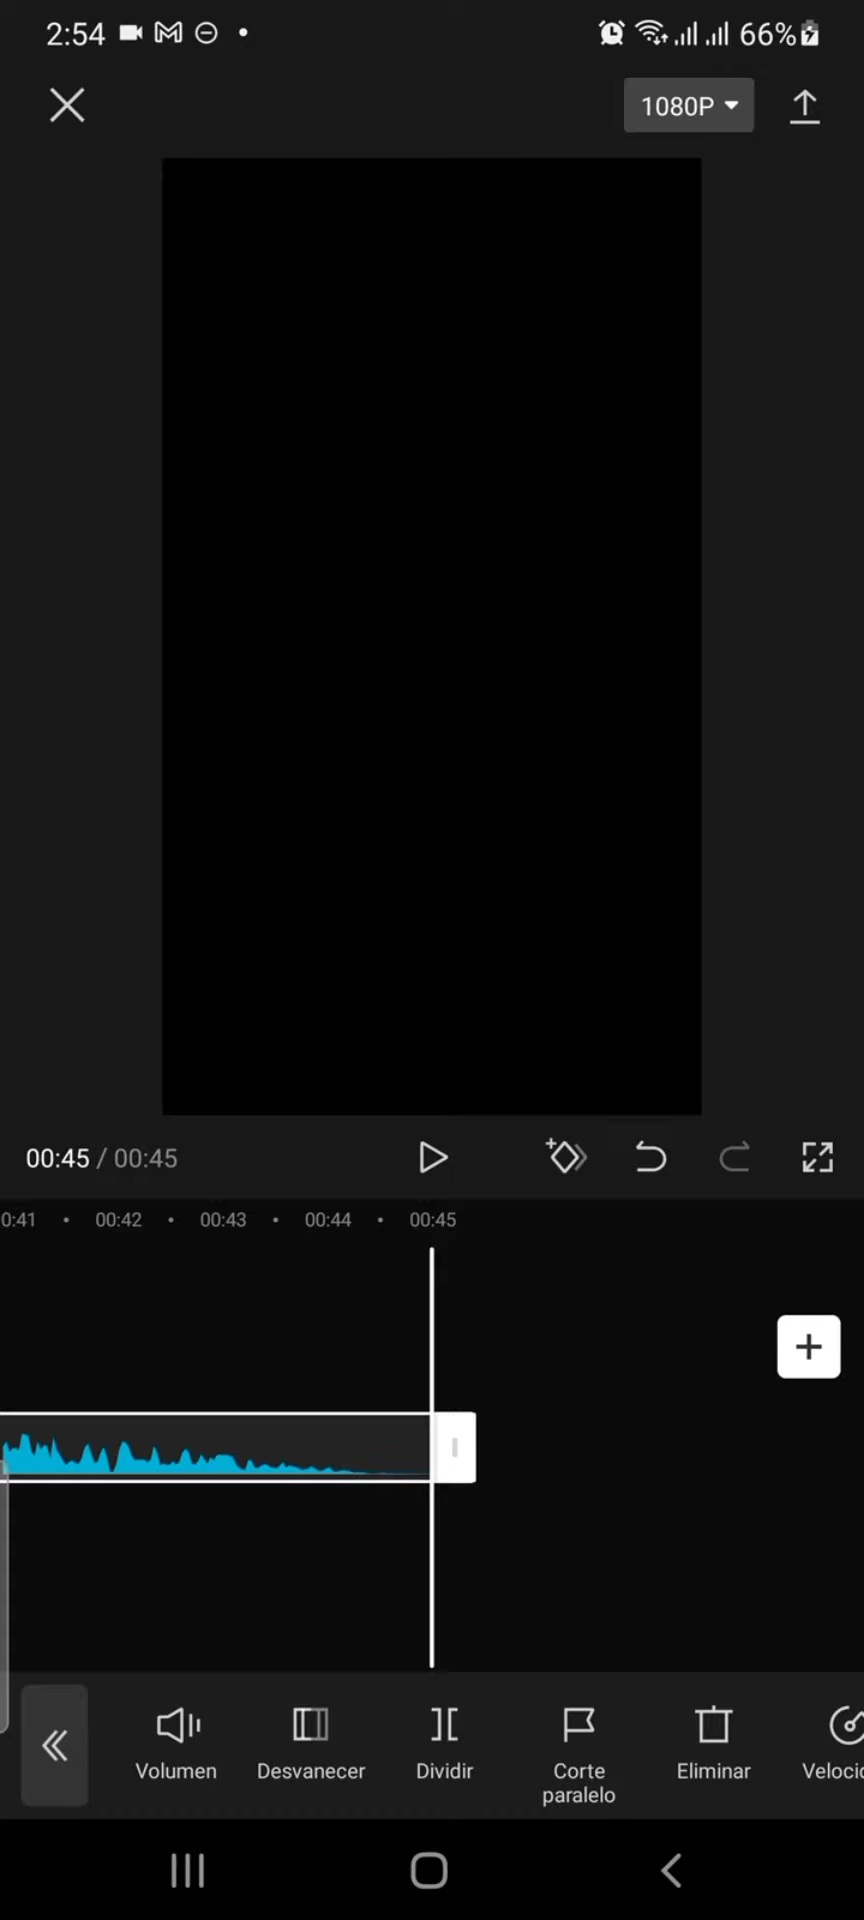 2:54 66%
1080P
00:45 / 00:45
0:41 • 00:42 • 00:43 • 00:44 • 00:45
Volumen Desvanecer Dividir Corte paralelo Eliminar Velocid